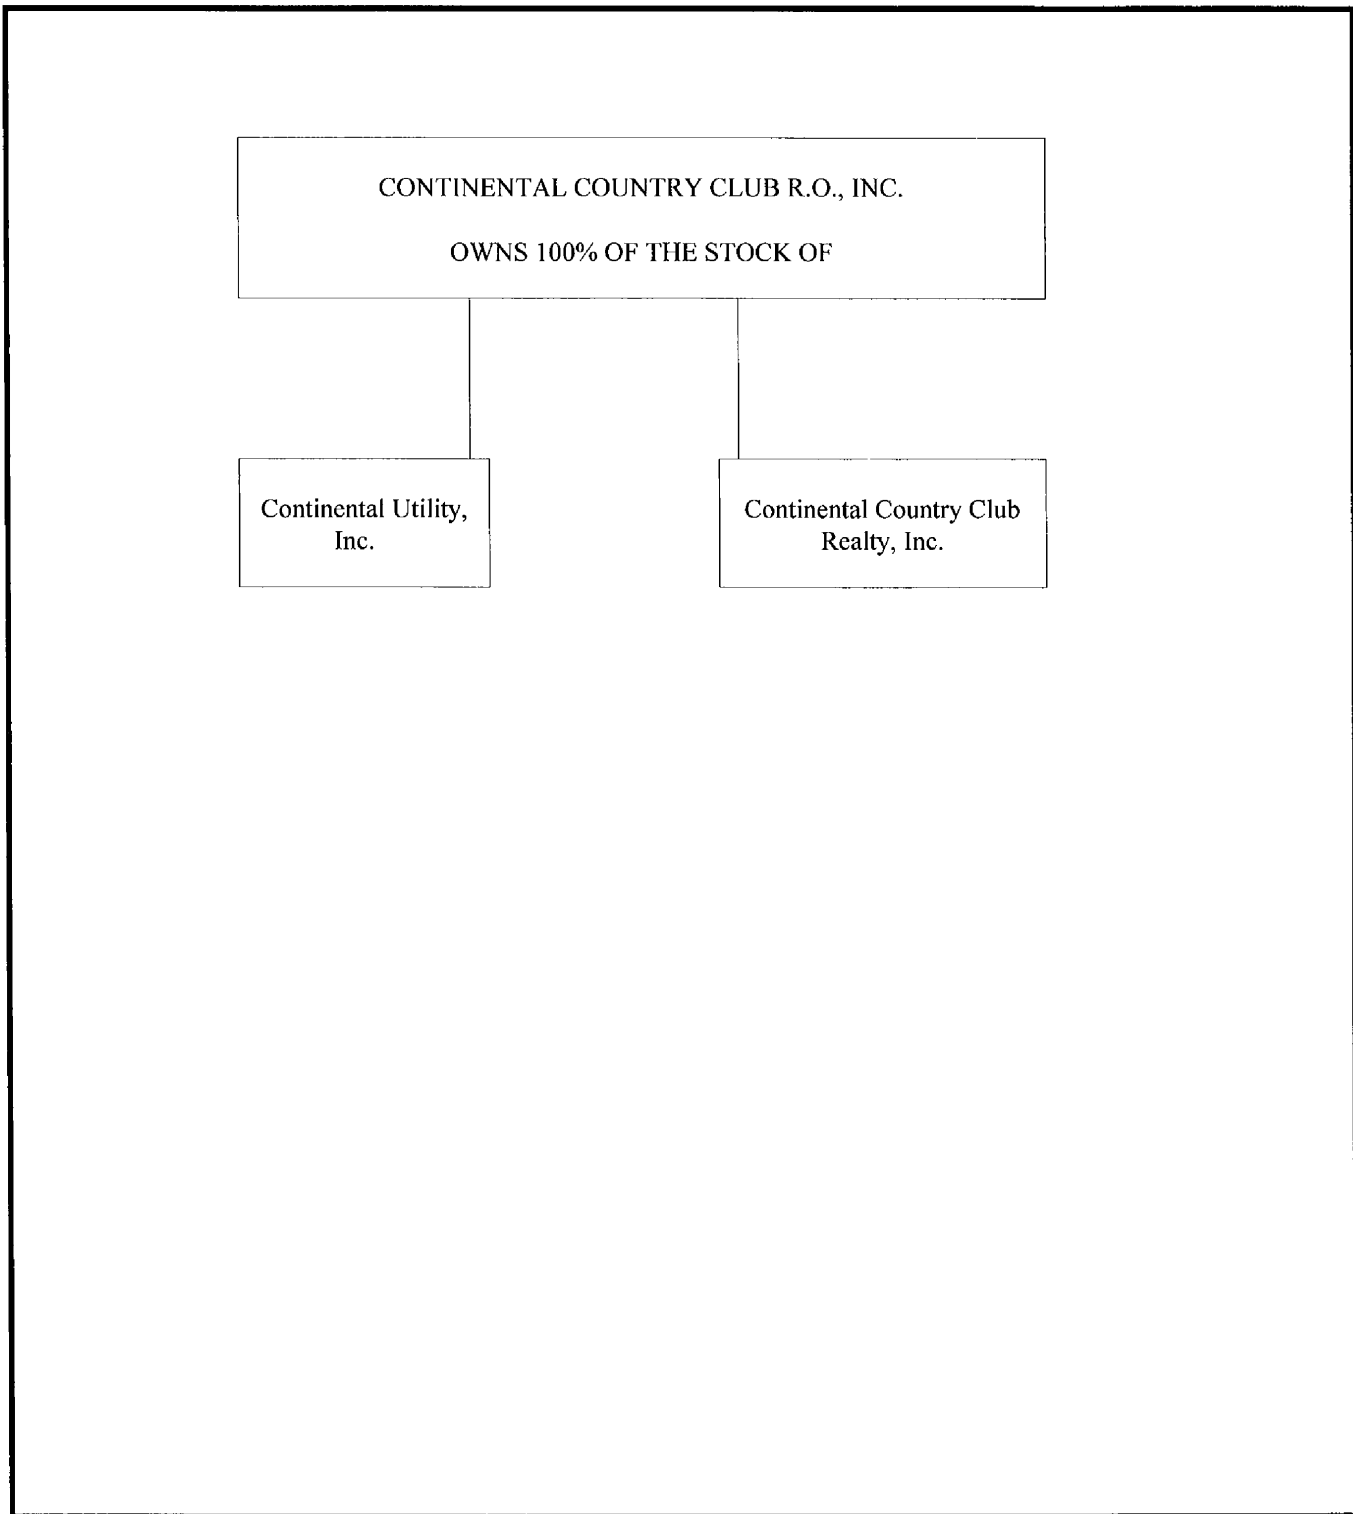 CONTINENTAL COUNTRY CLUB R.O., INC.
OWNS 100% OF THE STOCK OF
Continental Utility,
Inc.
Continental Country Club
Realty, Inc.